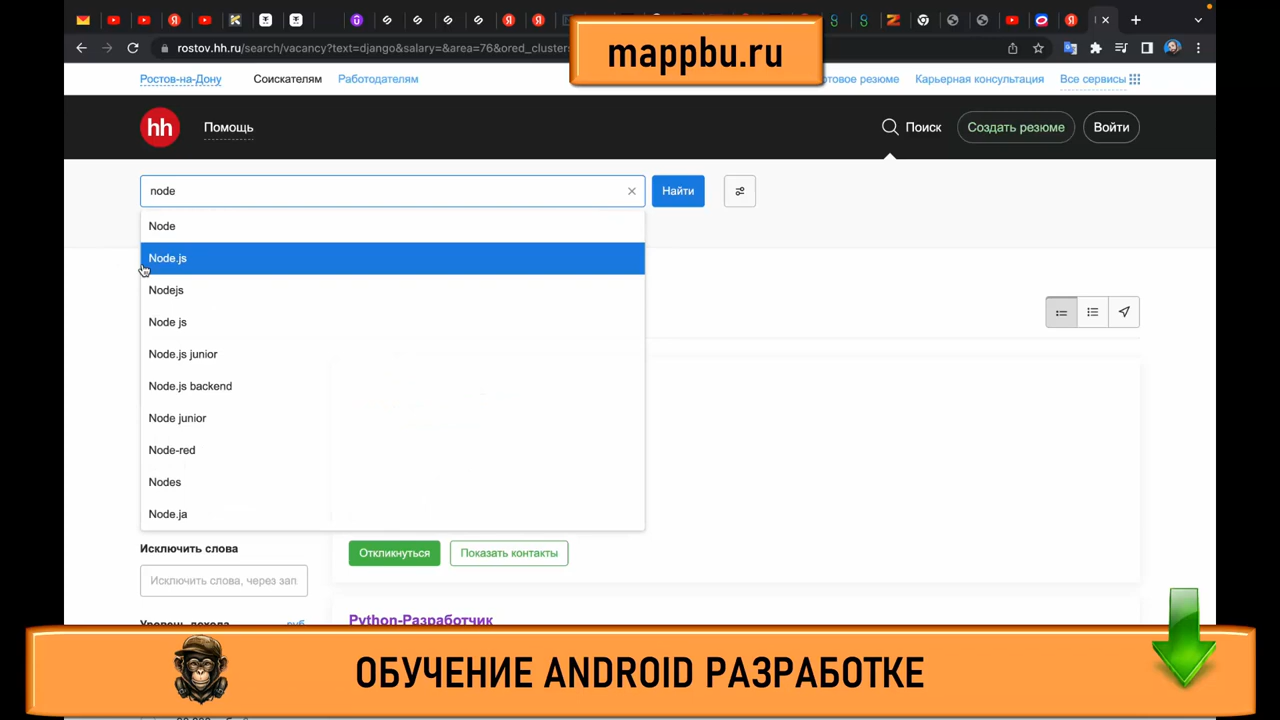 mappbu.ru
rostov.hh.ru/search/vacancy?text=django&salary=&area=76&ored_clusters
Ростов-на-Дону Соискателям Работодателям товое резюме Карьерная консультация Все сервисы
hh Помощь Поиск Создать резюме Войти
node Найти
Node
Node.js
Nodejs
Node js
Node.js junior
Node.js backend
Node junior
Node-red
Nodes
Node.ja
Исключить слова
Откликнуться Показать контакты
Исключить слова, через зап
Уровень дохода руб
Python-Разработчик
ОБУЧЕНИЕ ANDROID РАЗРАБОТКЕ